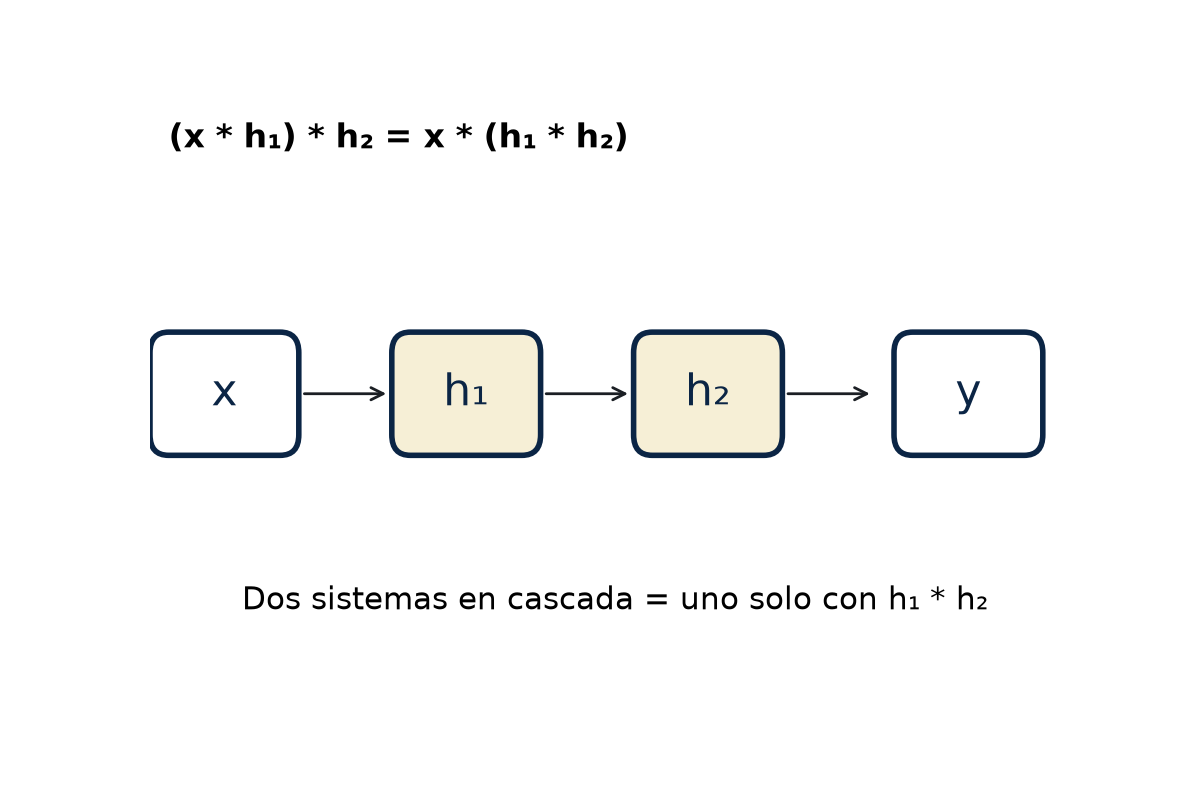 (x * h₁) * h₂ = x * (h₁ * h₂)
x h₁ h₂ y
Dos sistemas en cascada = uno solo con h₁ * h₂